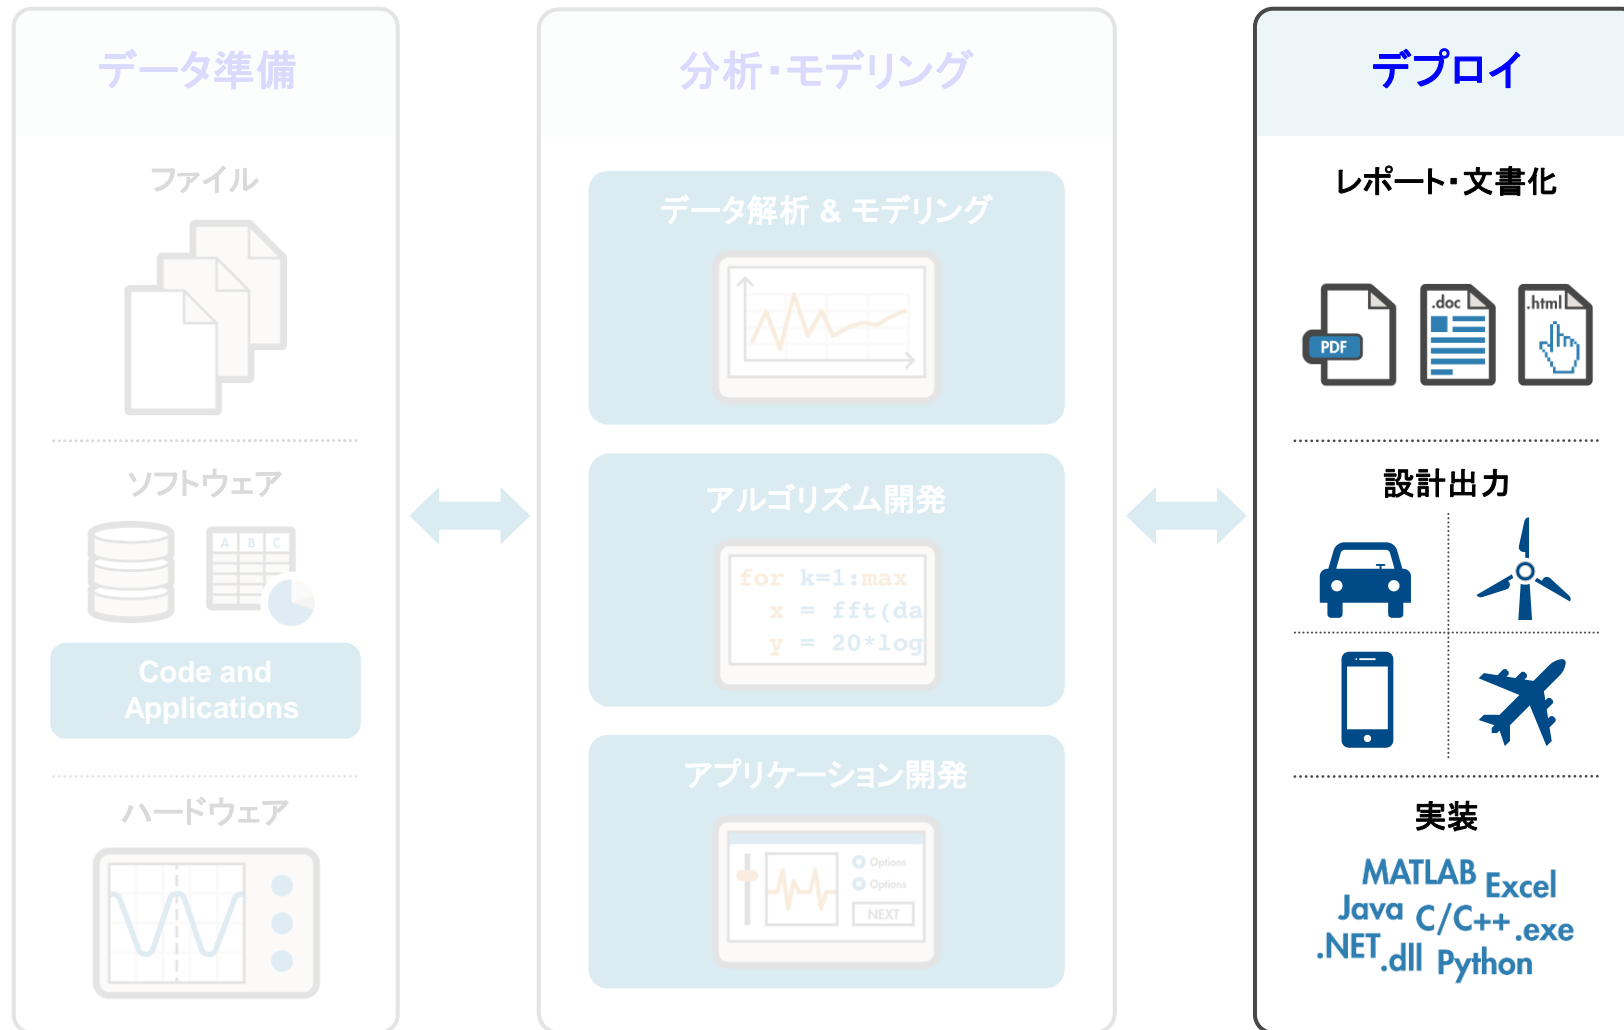 データ準備
ファイル
ソフトウェア
A B C
Code and
Applications
ハードウェア
分析・モデリング
データ解析 & モデリング
アルゴリズム開発
for k=1:max
x = fft(da
y = 20*log
アプリケーション開発
Options
Options
NEXT
デプロイ
レポート・文書化
PDF
.doc
.html
設計出力
実装
MATLAB Excel
Java C/C++ .exe
.NET .dll Python